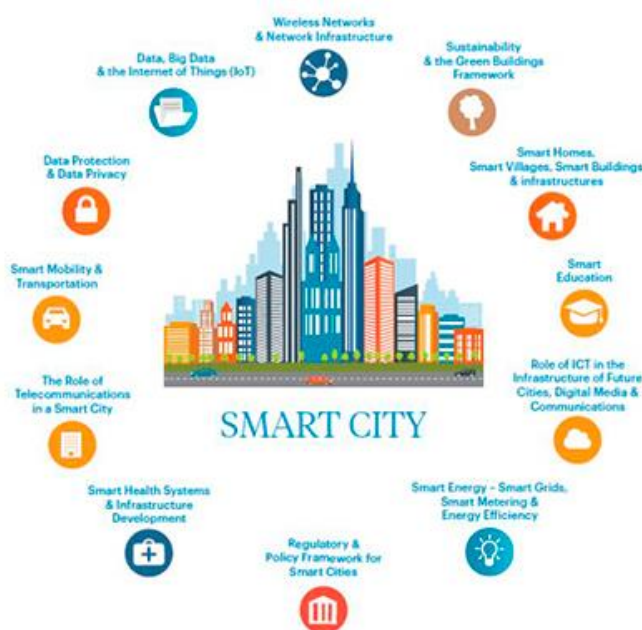 Wireless Networks
& Network Infrastructure
Data, Big Data
& the Internet of Things (IoT)
Sustainability
& the Green Buildings
Framework
Data Protection
& Data Privacy
Smart Homes,
Smart Villages, Smart Buildings
& infrastructures
Smart Mobility &
Transportation
Smart
Education
The Role of
Telecommunications
in a Smart City
Role of ICT in the
Infrastructure of Future
Cities, Digital Media &
Communications
SMART CITY
Smart Health Systems
& Infrastructure
Development
Smart Energy – Smart Grids,
Smart Metering &
Energy Efficiency
Regulatory &
Policy Framework for
Smart Cities